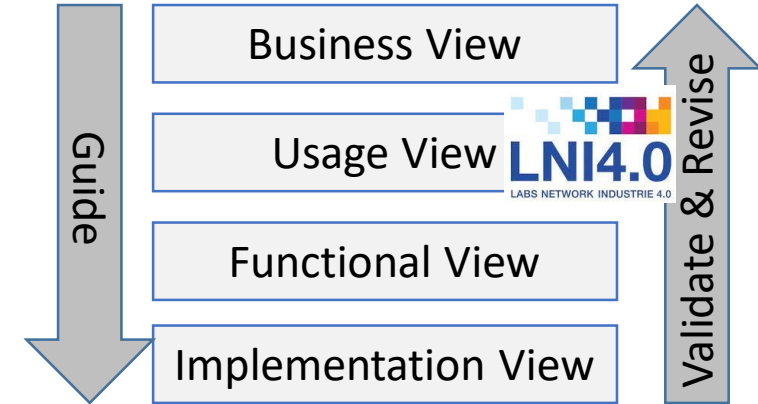 Business View
Guide
Usage View
LNI4.0
LABS NETWORK INDUSTRIE 4.0
Validate & Revise
Functional View
Implementation View